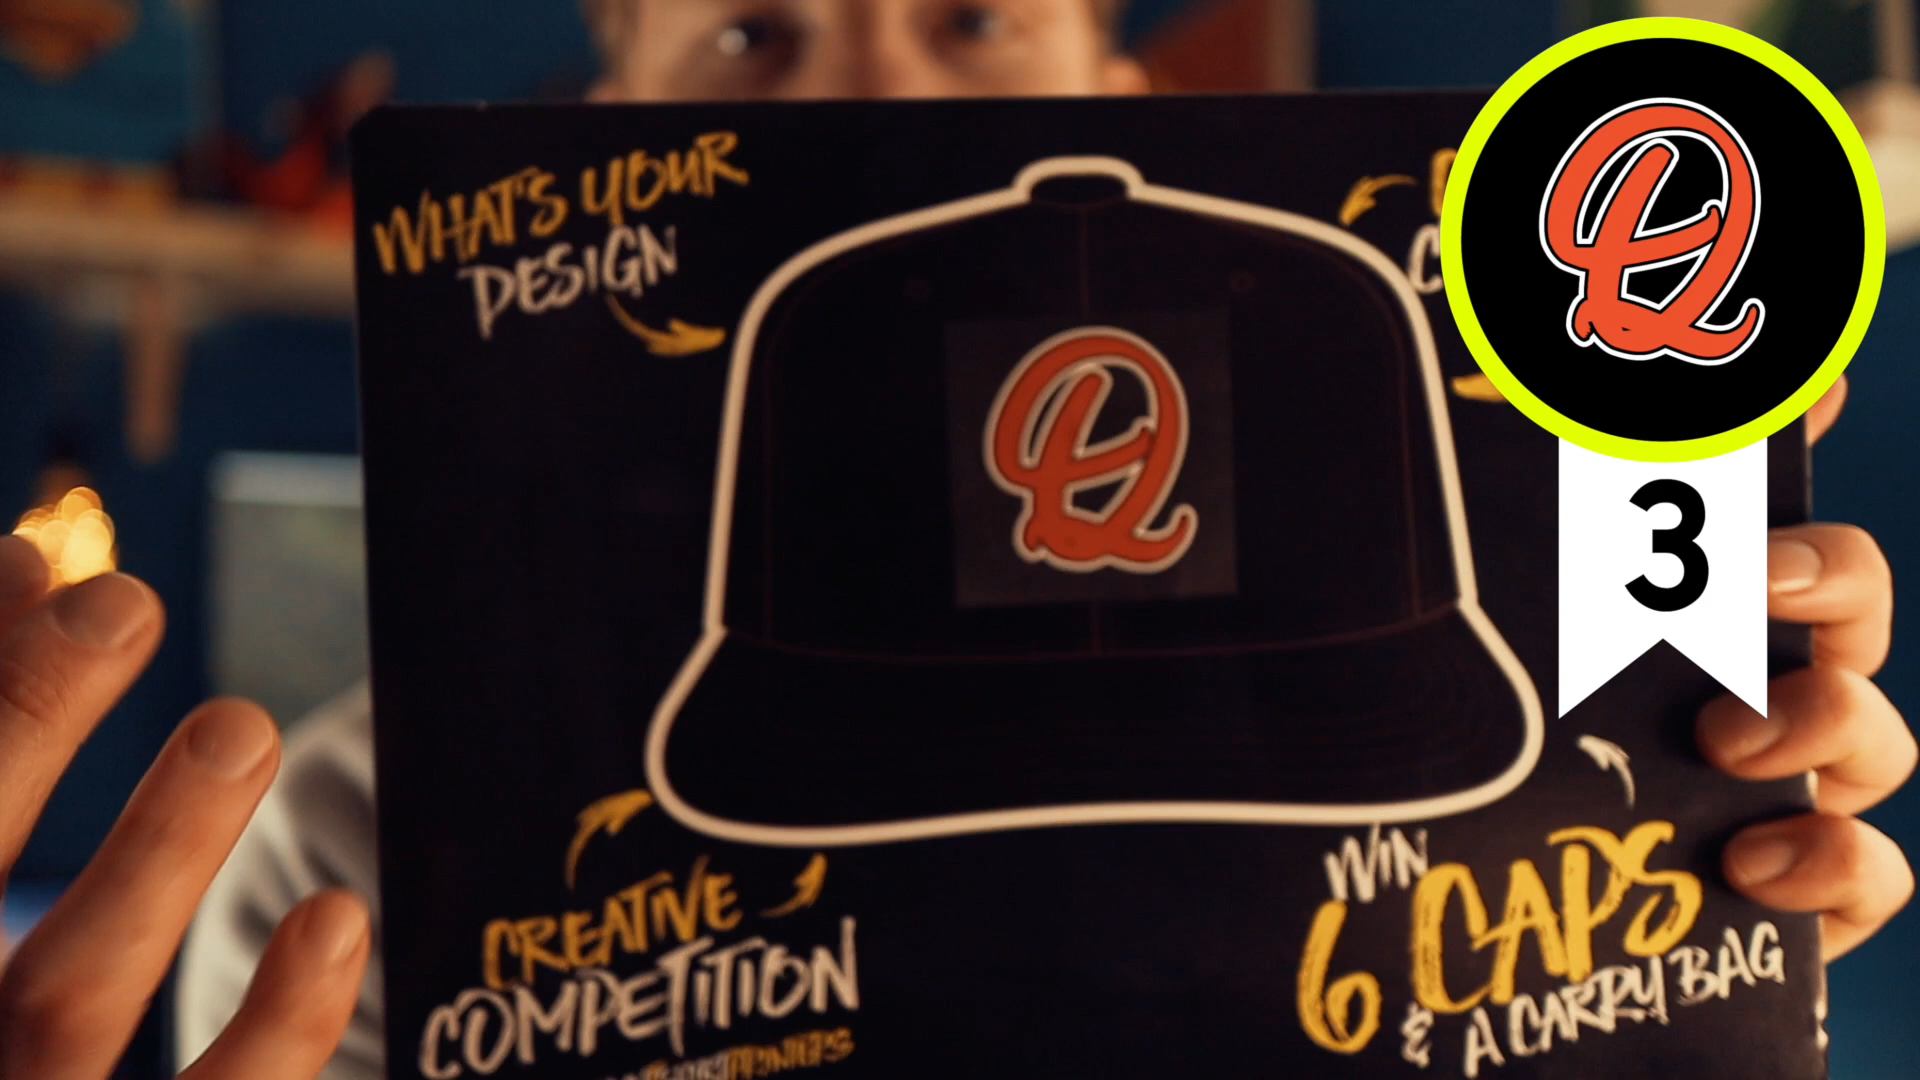 WHAT'S YOUR
DESIGN
Q
Q
3
CREATIVE
COMPETITION
WIN
6 CAPS
& A CARRY BAG